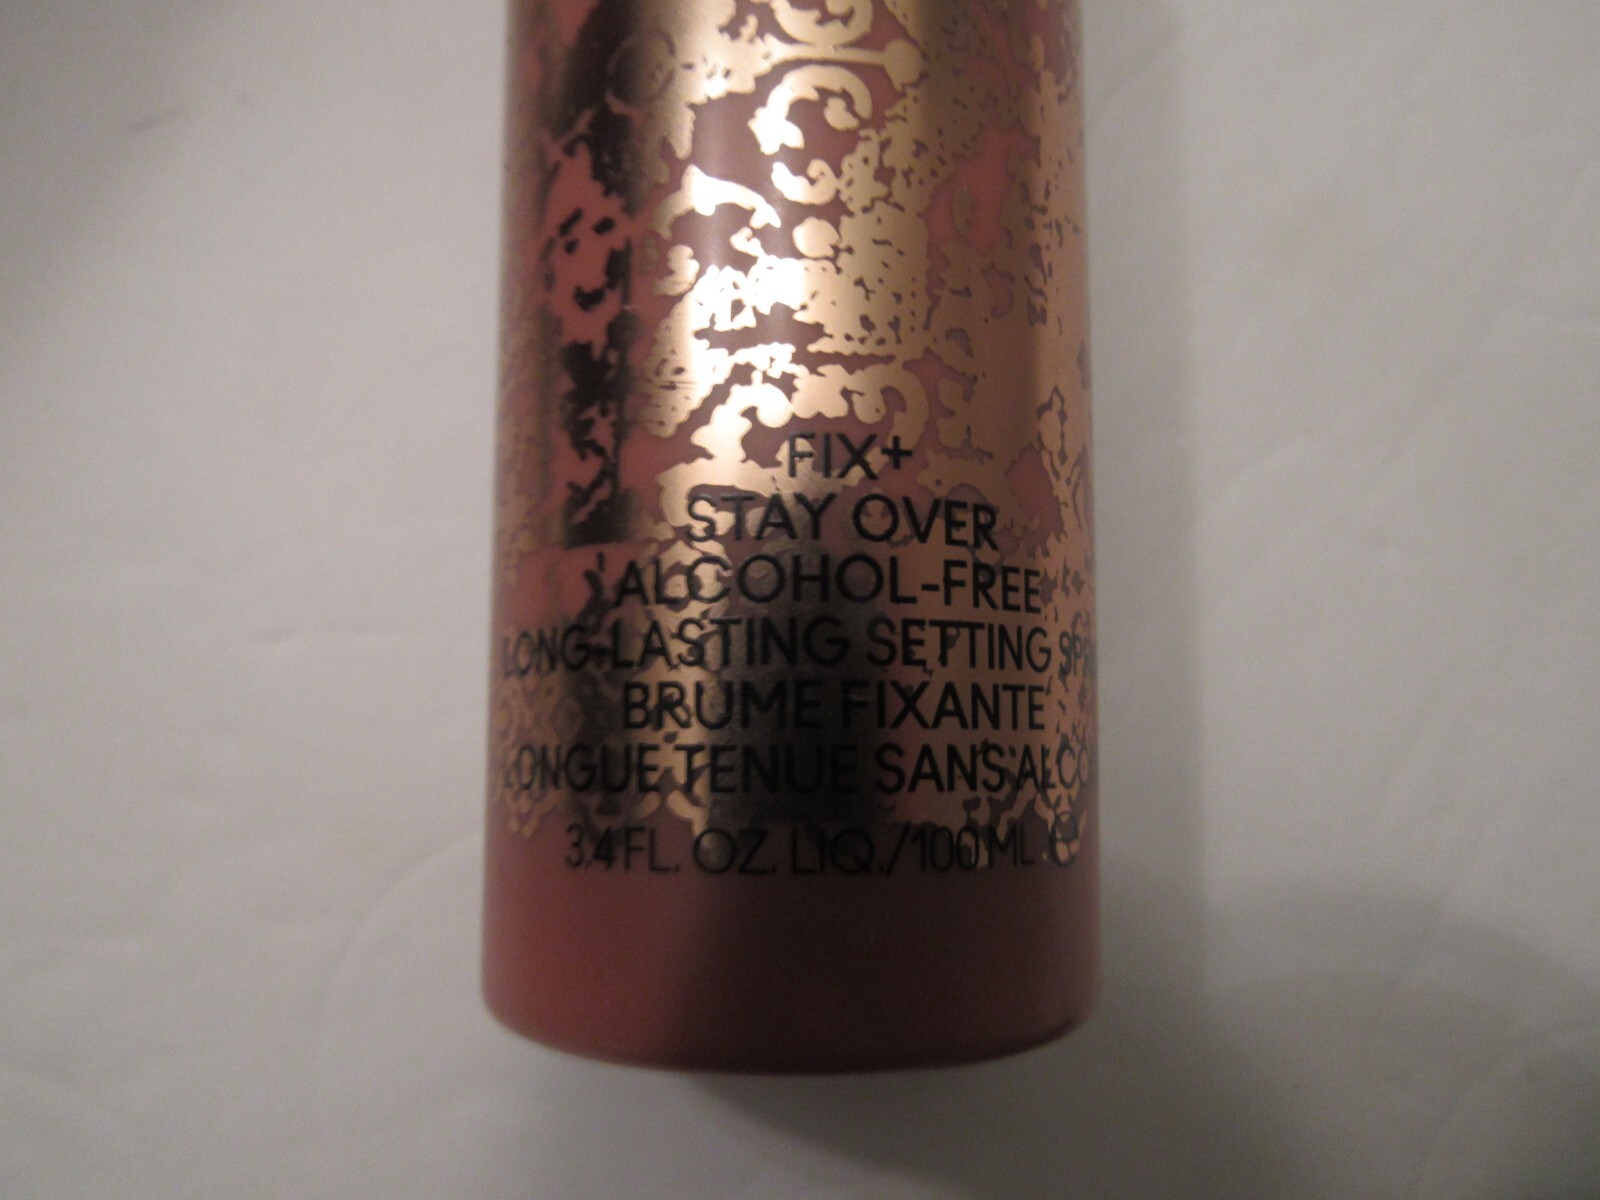 FIX+
STAY OVER
ALCOHOL-FREE
LONG-LASTING SETTING
BRUME FIXANTE
LONGUE TENUE SANS
3.4 FL. OZ. LIQ./100 ML ℮